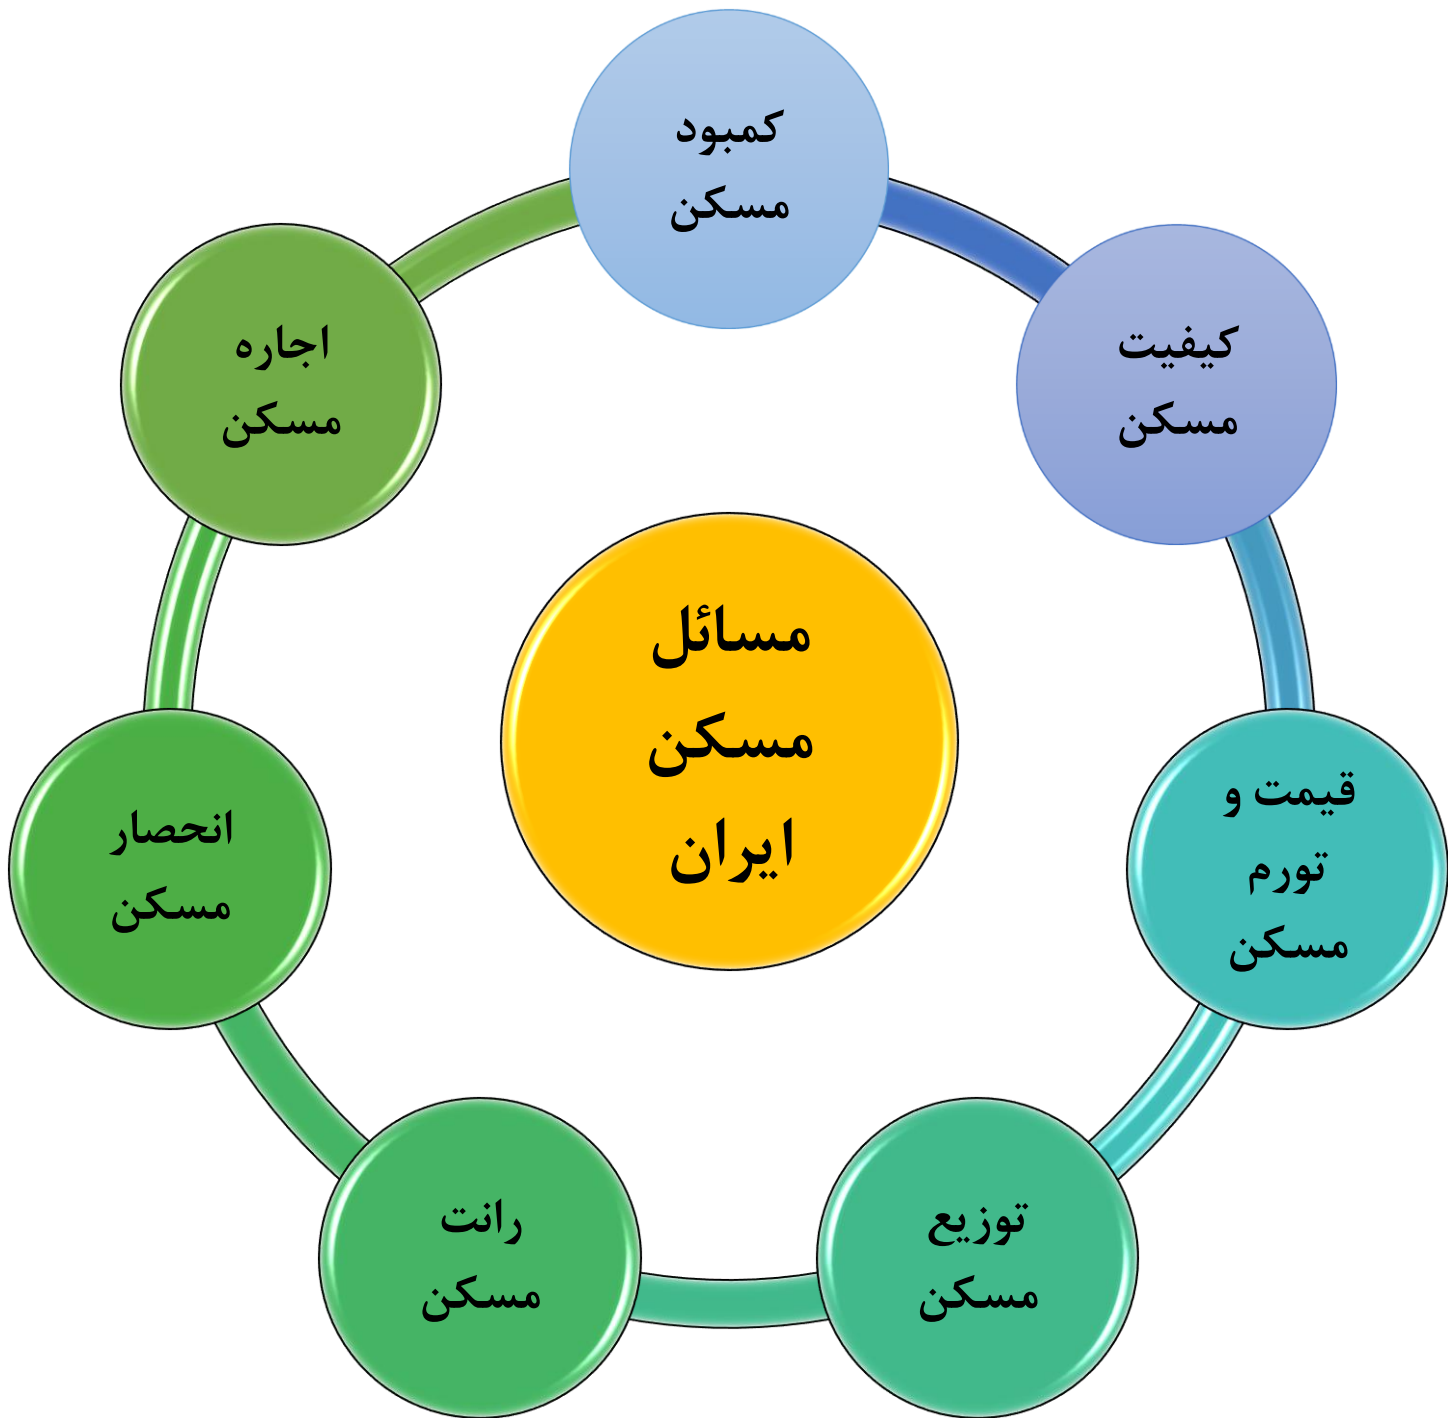 کمبود
مسکن
کیفیت
مسکن
قیمت و
تورم
مسکن
توزیع
مسکن
رانت
مسکن
انحصار
مسکن
اجاره
مسکن
مسائل
مسکن
ایران